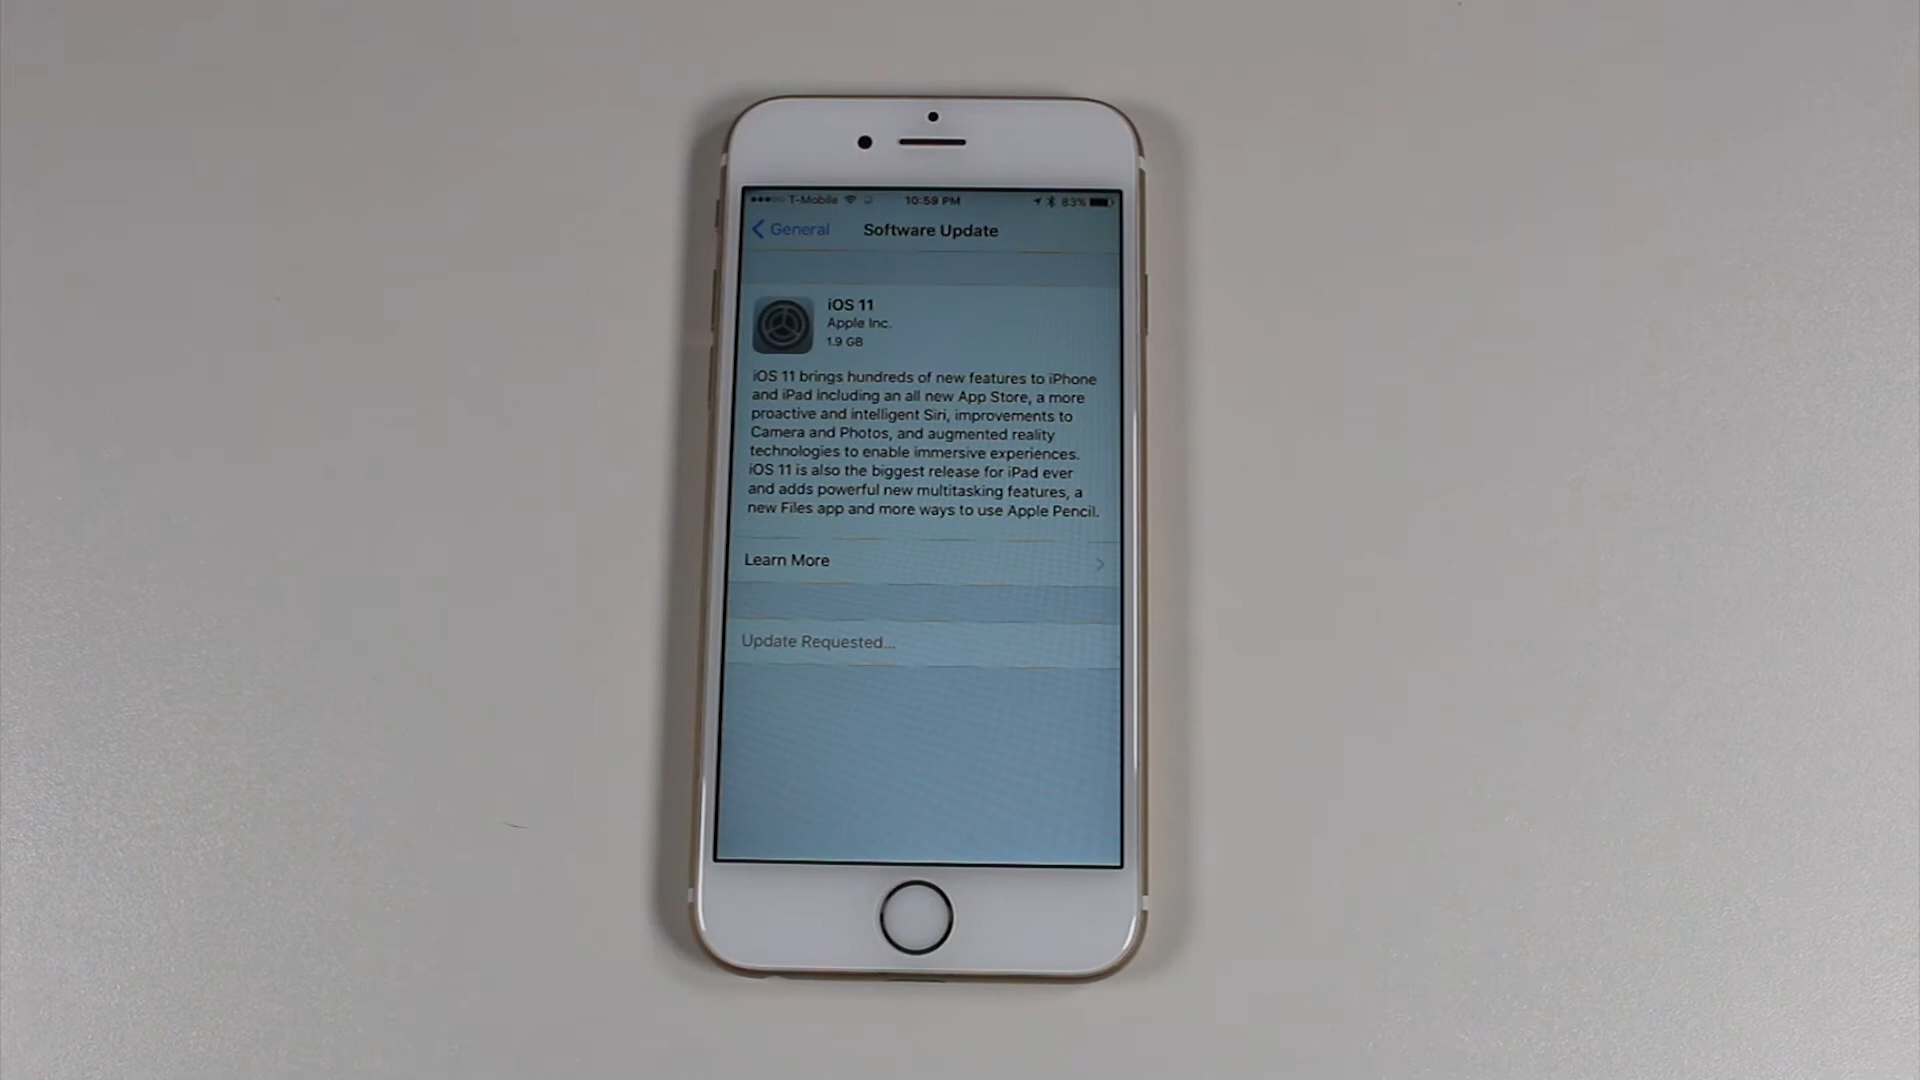 T-Mobile 10:59 PM 83%
General Software Update
iOS 11
Apple Inc.
1.9 GB
iOS 11 brings hundreds of new features to iPhone
and iPad including an all new App Store, a more
proactive and intelligent Siri, improvements to
Camera and Photos, and augmented reality
technologies to enable immersive experiences.
iOS 11 is also the biggest release for iPad ever
and adds powerful new multitasking features, a
new Files app and more ways to use Apple Pencil.
Learn More
Update Requested...